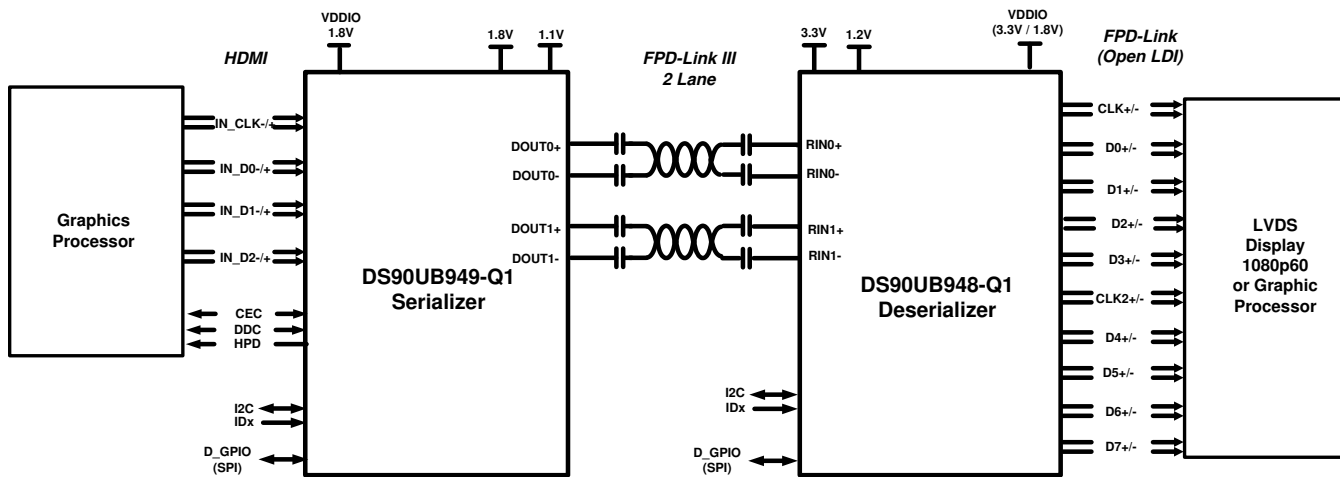 HDMI
VDDIO
1.8V
1.8V
1.1V
FPD-Link III
2 Lane
3.3V
1.2V
VDDIO
(3.3V / 1.8V)
FPD-Link
(Open LDI)
Graphics
Processor
IN_CLK-/+
IN_D0-/+
IN_D1-/+
IN_D2-/+
CEC
DDC
HPD
I2C
IDx
D_GPIO
(SPI)
DS90UB949-Q1
Serializer
DOUT0+
DOUT0-
DOUT1+
DOUT1-
RIN0+
RIN0-
RIN1+
RIN1-
DS90UB948-Q1
Deserializer
I2C
IDx
D_GPIO
(SPI)
CLK+/-
D0+/-
D1+/-
D2+/-
D3+/-
CLK2+/-
D4+/-
D5+/-
D6+/-
D7+/-
LVDS
Display
1080p60
or Graphic
Processor